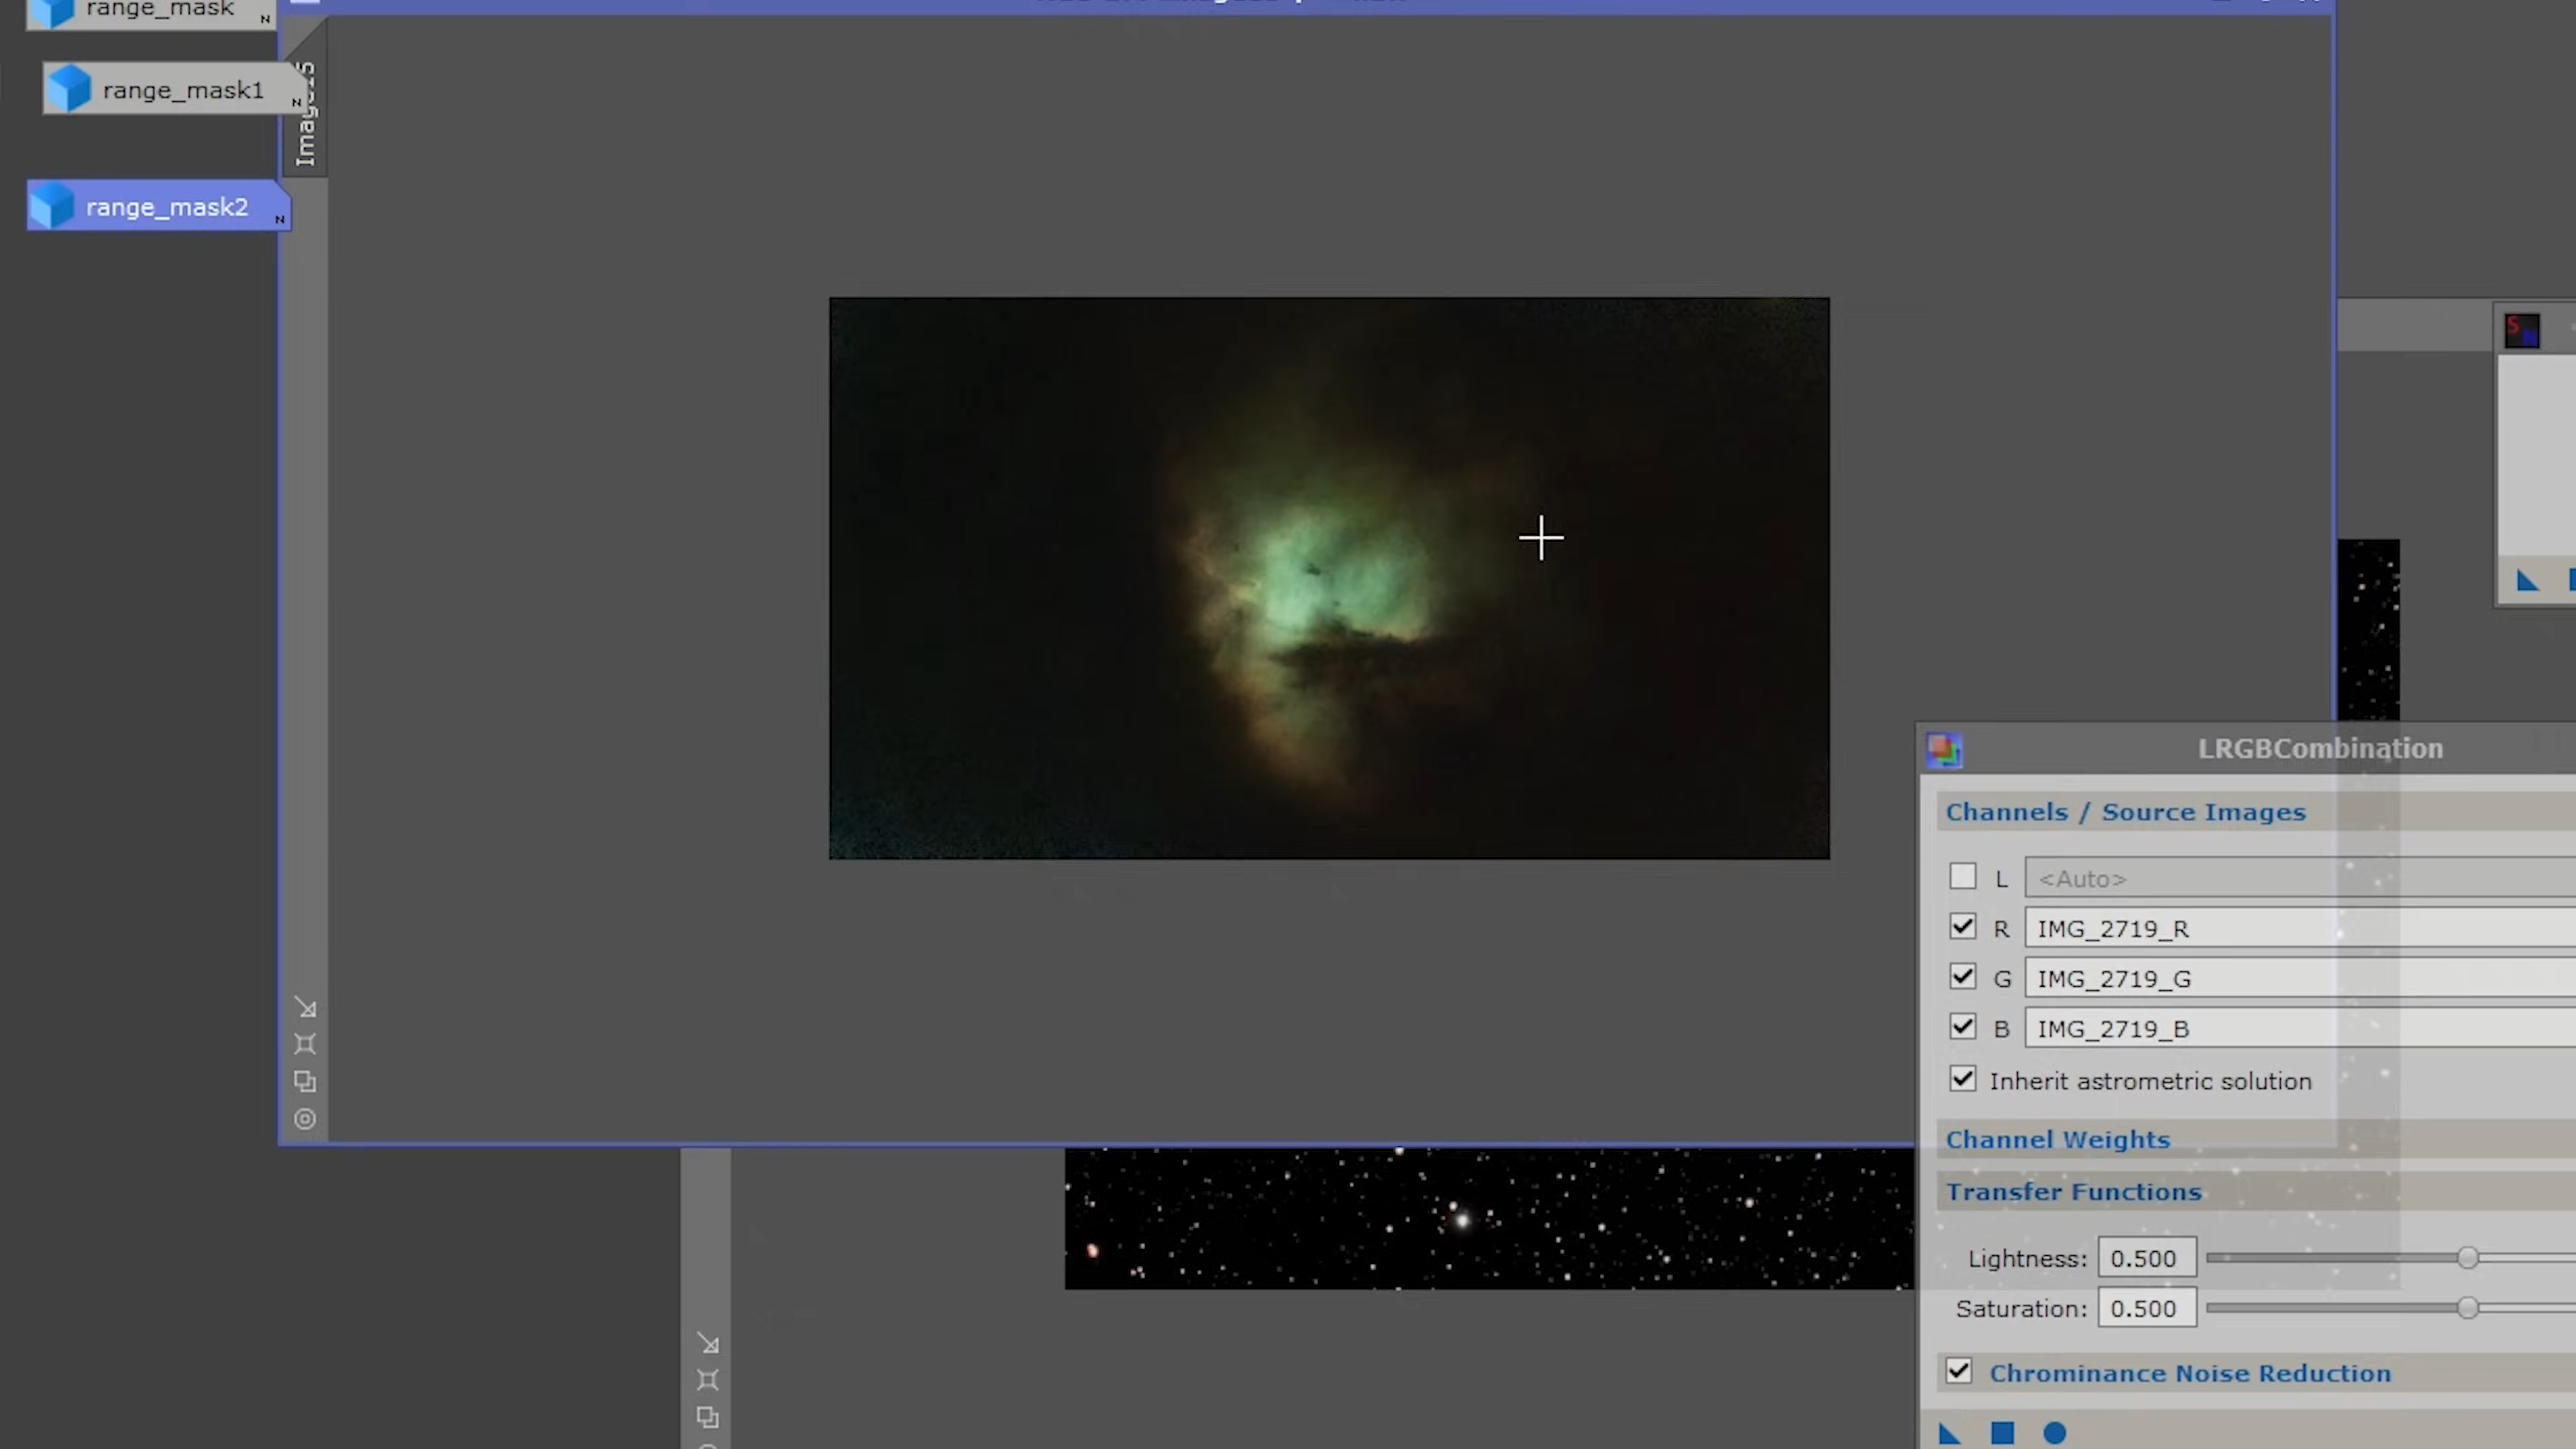 range_mask
N
range_mask1
N
range_mask2
N
LRGBCombination
Channels / Source Images
L <Auto>
R IMG_2719_R
G IMG_2719_G
B IMG_2719_B
Inherit astrometric solution
Channel Weights
Transfer Functions
Lightness: 0.500
Saturation: 0.500
Chrominance Noise Reduction